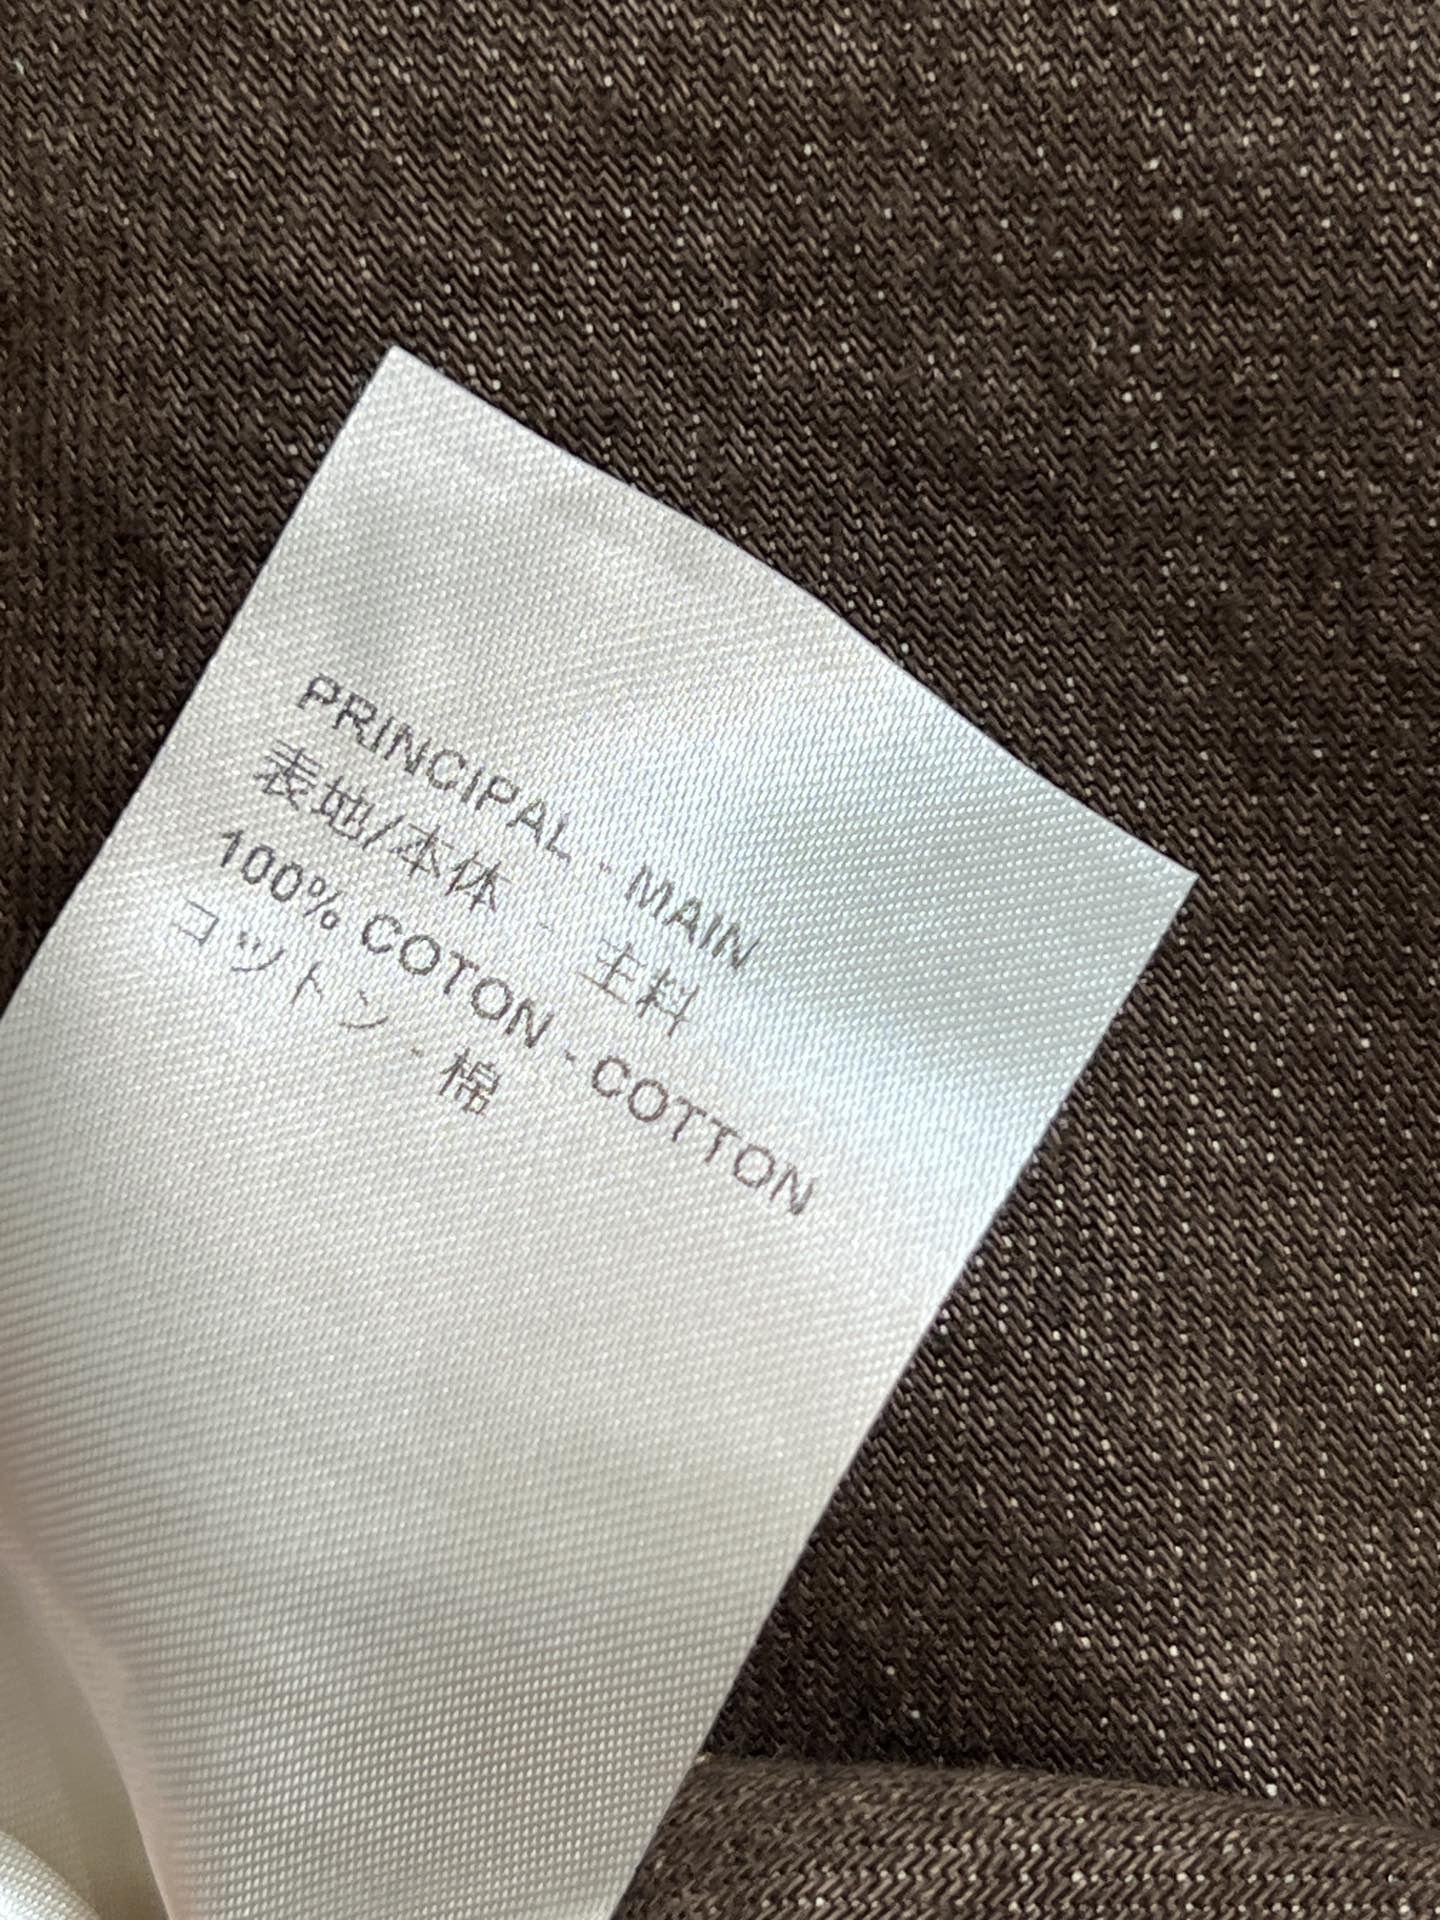 PRINCIPAL - MAIN
表地/本体 - 主料
100% COTON - COTTON
コットン - 棉